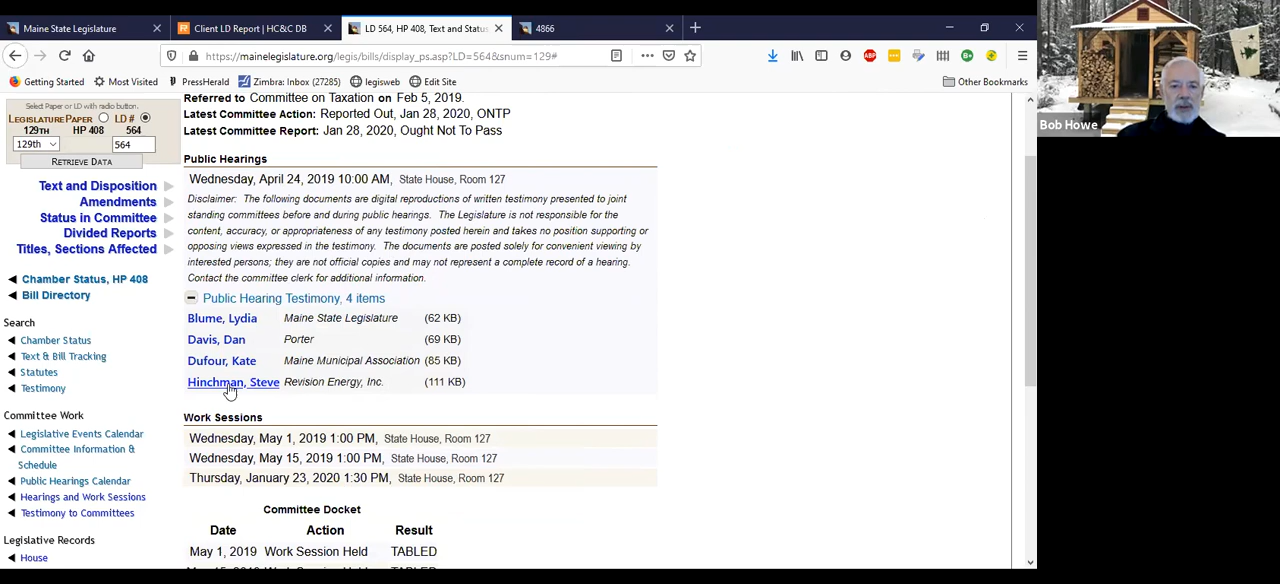 Maine State Legislature
Client LD Report | HC&C DB
LD 564, HP 408, Text and Status
4866
https://mainelegislature.org/legis/bills/display_ps.asp?LD=564&snum=129#
ABP
B+
Getting Started
Most Visited
PressHerald
Zimbra: Inbox (27285)
legisweb
Edit Site
Other Bookmarks
Select Paper or LD with radio button.
LEGISLATURE PAPER LD #
129TH HP 408 564
129th 564
RETRIEVE DATA
Text and Disposition
Amendments
Status in Committee
Divided Reports
Titles, Sections Affected
Chamber Status, HP 408
Bill Directory
Search
Chamber Status
Text & Bill Tracking
Statutes
Testimony
Committee Work
Legislative Events Calendar
Committee Information &
Schedule
Public Hearings Calendar
Hearings and Work Sessions
Testimony to Committees
Legislative Records
House
Referred to Committee on Taxation on Feb 5, 2019.
Latest Committee Action: Reported Out, Jan 28, 2020, ONTP
Latest Committee Report: Jan 28, 2020, Ought Not To Pass
Public Hearings
Wednesday, April 24, 2019 10:00 AM, State House, Room 127
Disclaimer: The following documents are digital reproductions of written testimony presented to joint
standing committees before and during public hearings. The Legislature is not responsible for the
content, accuracy, or appropriateness of any testimony posted herein and takes no position supporting or
opposing views expressed in the testimony. The documents are posted solely for convenient viewing by
interested persons; they are not official copies and may not represent a complete record of a hearing.
Contact the committee clerk for additional information.
Public Hearing Testimony, 4 items
Blume, Lydia Maine State Legislature (62 KB)
Davis, Dan Porter (69 KB)
Dufour, Kate Maine Municipal Association (85 KB)
Hinchman, Steve Revision Energy, Inc. (111 KB)
Work Sessions
Wednesday, May 1, 2019 1:00 PM, State House, Room 127
Wednesday, May 15, 2019 1:00 PM, State House, Room 127
Thursday, January 23, 2020 1:30 PM, State House, Room 127
Committee Docket
Date Action Result
May 1, 2019 Work Session Held TABLED
Bob Howe